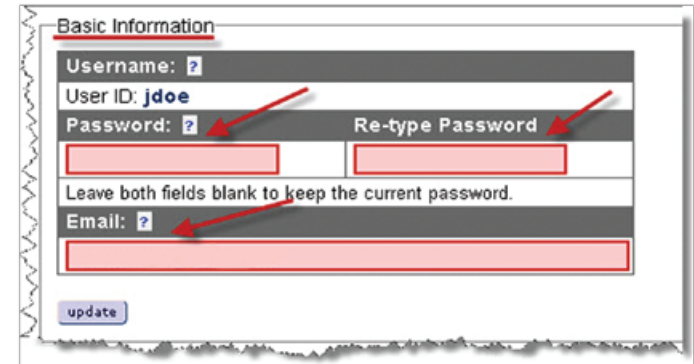 Basic Information
Username: ?
User ID: jdoe
Password: ? Re-type Password
Leave both fields blank to keep the current password.
Email: ?
update